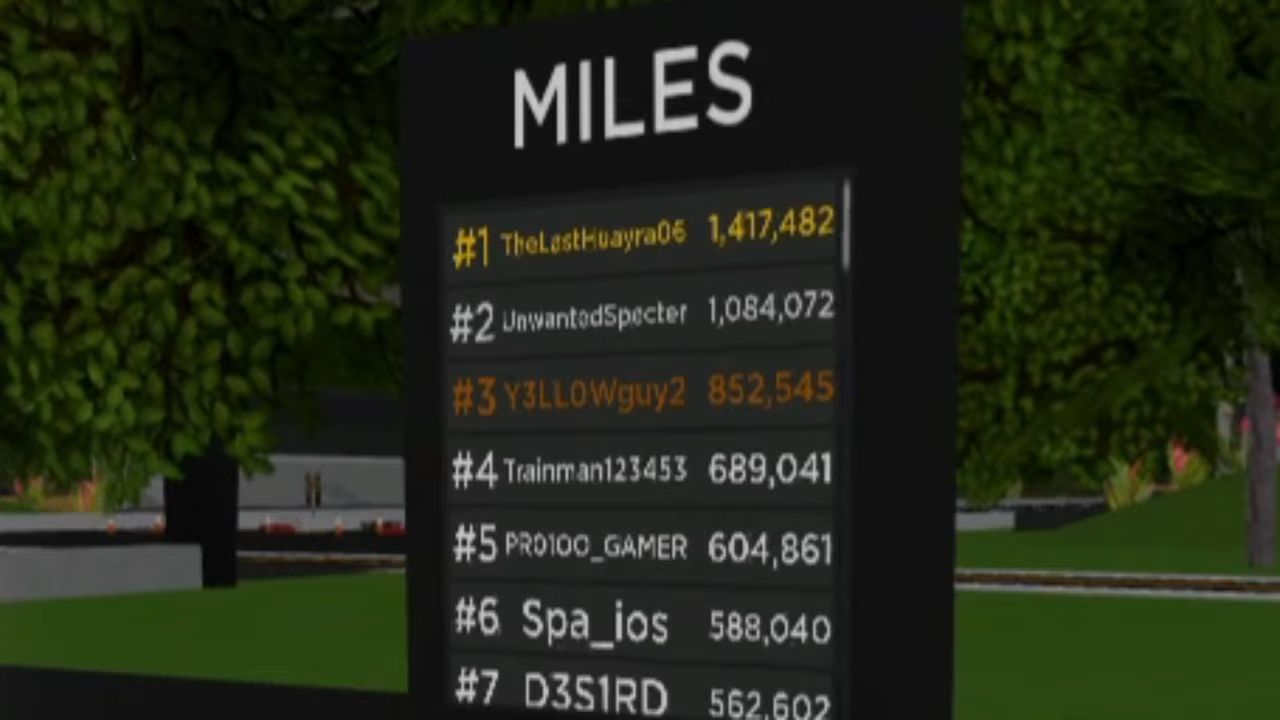 MILES
#1 TheLastHuayra06 1,417,482
#2 UnwantedSpecter 1,084,072
#3 Y3LL0Wguy2 852,545
#4 Trainman123453 689,041
#5 PR0100_GAMER 604,861
#6 Spa_ios 588,040
#7 D3S1RD 562,602